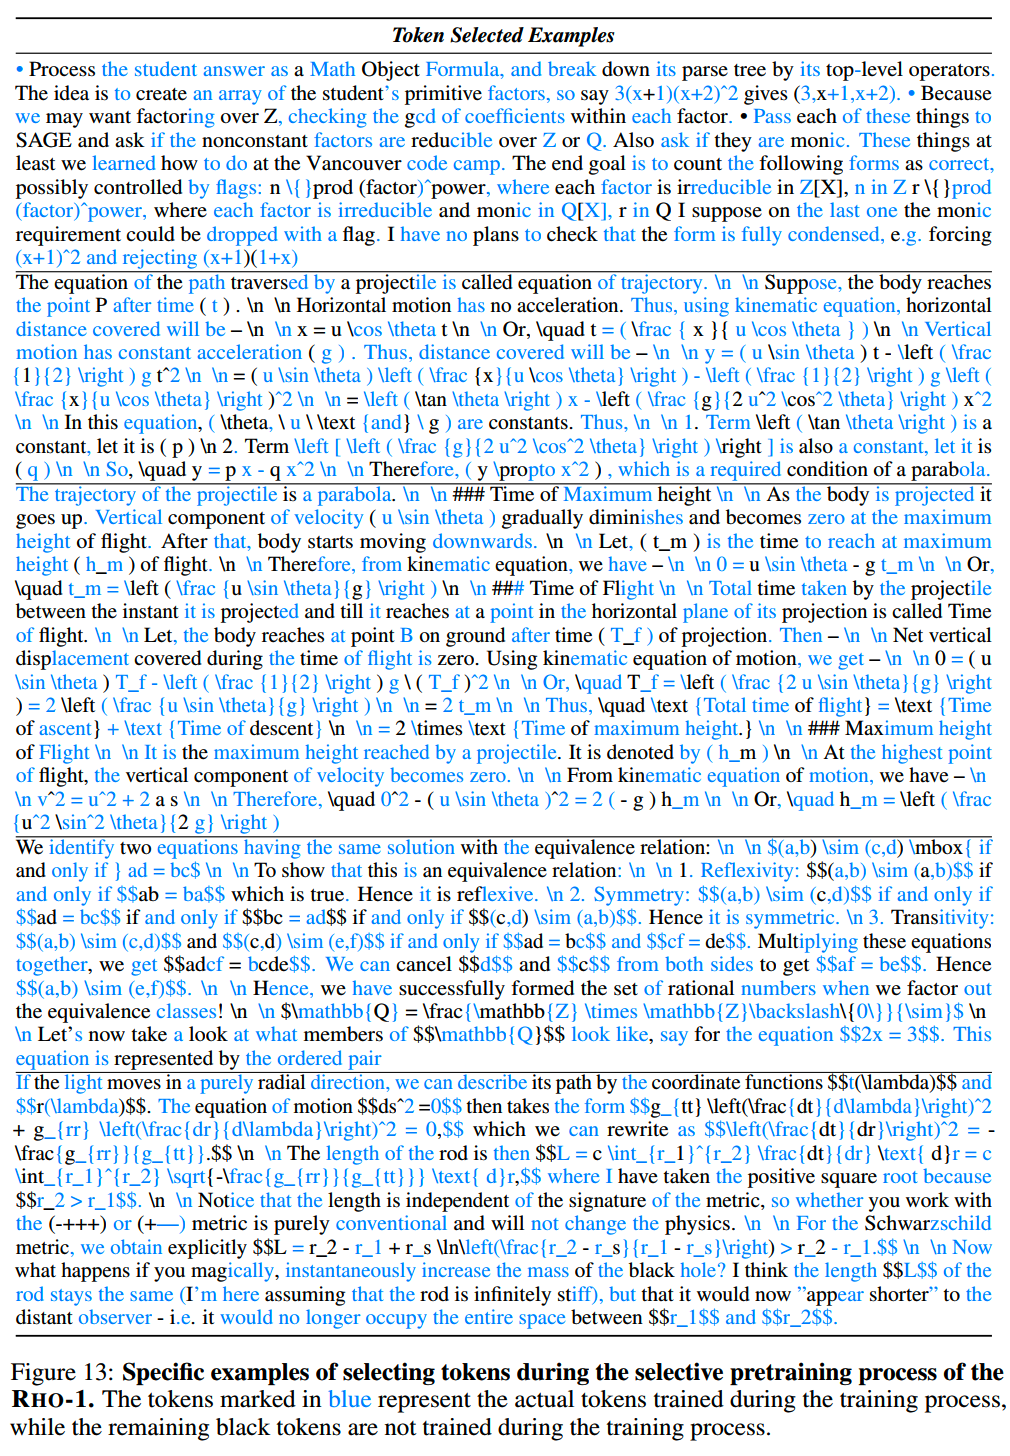 Token Selected Examples
• Process the student answer as a Math Object Formula, and break down its parse tree by its top-level operators.
The idea is to create an array of the student's primitive factors, so say 3(x+1)(x+2)^2 gives (3,x+1,x+2). • Because
we may want factoring over Z, checking the gcd of coefficients within each factor. • Pass each of these things to
SAGE and ask if the nonconstant factors are reducible over Z or Q. Also ask if they are monic. These things at
least we learned how to do at the Vancouver code camp. The end goal is to count the following forms as correct,
possibly controlled by flags: n \{ }prod (factor)^power, where each factor is irreducible in Z[X], n in Z r \{ }prod
(factor)^power, where each factor is irreducible and monic in Q[X], r in Q I suppose on the last one the monic
requirement could be dropped with a flag. I have no plans to check that the form is fully condensed, e.g. forcing
(x+1)^2 and rejecting (x+1)(1+x)
The equation of the path traversed by a projectile is called equation of trajectory. \n \n Suppose, the body reaches
the point P after time ( t ) . \n \n Horizontal motion has no acceleration. Thus, using kinematic equation, horizontal
distance covered will be – \n \n x = u \cos \theta t \n \n Or, \quad t = ( \frac { x }{ u \cos \theta } ) \n \n Vertical
motion has constant acceleration ( g ) . Thus, distance covered will be – \n \n y = ( u \sin \theta ) t - \left ( \frac
{1}{2} \right ) g t^2 \n \n = ( u \sin \theta ) \left ( \frac {x}{u \cos \theta} \right ) - \left ( \frac {1}{2} \right ) g \left (
\frac {x}{u \cos \theta} \right )^2 \n \n = \left ( \tan \theta \right ) x - \left ( \frac {g}{2 u^2 \cos^2 \theta} \right ) x^2
\n \n In this equation, ( \theta, \ u \ \text {and} \ g ) are constants. Thus, \n \n 1. Term \left ( \tan \theta \right ) is a
constant, let it is ( p ) \n 2. Term \left [ \left ( \frac {g}{2 u^2 \cos^2 \theta} \right ) \right ] is also a constant, let it is
( q ) \n \n So, \quad y = p x - q x^2 \n \n Therefore, ( y \propto x^2 ) , which is a required condition of a parabola.
The trajectory of the projectile is a parabola. \n \n ### Time of Maximum height \n \n As the body is projected it
goes up. Vertical component of velocity ( u \sin \theta ) gradually diminishes and becomes zero at the maximum
height of flight. After that, body starts moving downwards. \n \n Let, ( t_m ) is the time to reach at maximum
height ( h_m ) of flight. \n \n Therefore, from kinematic equation, we have – \n \n 0 = u \sin \theta - g t_m \n \n Or,
\quad t_m = \left ( \frac {u \sin \theta}{g} \right ) \n \n ### Time of Flight \n \n Total time taken by the projectile
between the instant it is projected and till it reaches at a point in the horizontal plane of its projection is called Time
of flight. \n \n Let, the body reaches at point B on ground after time ( T_f ) of projection. Then – \n \n Net vertical
displacement covered during the time of flight is zero. Using kinematic equation of motion, we get – \n \n 0 = ( u
\sin \theta ) T_f - \left ( \frac {1}{2} \right ) g \ ( T_f )^2 \n \n Or, \quad T_f = \left ( \frac {2 u \sin \theta}{g} \right
) = 2 \left ( \frac {u \sin \theta}{g} \right ) \n \n = 2 t_m \n \n Thus, \quad \text {Total time of flight} = \text {Time
of ascent} + \text {Time of descent} \n \n = 2 \times \text {Time of maximum height.} \n \n ### Maximum height
of Flight \n \n It is the maximum height reached by a projectile. It is denoted by ( h_m ) \n \n At the highest point
of flight, the vertical component of velocity becomes zero. \n \n From kinematic equation of motion, we have – \n
\n v^2 = u^2 + 2 a s \n \n Therefore, \quad 0^2 - ( u \sin \theta )^2 = 2 ( - g ) h_m \n \n Or, \quad h_m = \left ( \frac
{u^2 \sin^2 \theta}{2 g} \right )
We identify two equations having the same solution with the equivalence relation: \n \n $(a,b) \sim (c,d) \mbox{ if
and only if } ad = bc$ \n \n To show that this is an equivalence relation: \n \n 1. Reflexivity: $$(a,b) \sim (a,b)$$ if
and only if $$ab = ba$$ which is true. Hence it is reflexive. \n 2. Symmetry: $$(a,b) \sim (c,d)$$ if and only if
$$ad = bc$$ if and only if $$bc = ad$$ if and only if $$(c,d) \sim (a,b)$$. Hence it is symmetric. \n 3. Transitivity:
$$(a,b) \sim (c,d)$$ and $$(c,d) \sim (e,f)$$ if and only if $$ad = bc$$ and $$cf = de$$. Multiplying these equations
together, we get $$adcf = bcde$$. We can cancel $$d$$ and $$c$$ from both sides to get $$af = be$$. Hence
$$(a,b) \sim (e,f)$$. \n \n Hence, we have successfully formed the set of rational numbers when we factor out
the equivalence classes! \n \n $\mathbb{Q} = \frac{\mathbb{Z} \times \mathbb{Z}\backslash\{0\}}{\sim}$ \n
\n Let's now take a look at what members of $$\mathbb{Q}$$ look like, say for the equation $$2x = 3$$. This
equation is represented by the ordered pair
If the light moves in a purely radial direction, we can describe its path by the coordinate functions $$t(\lambda)$$ and
$$r(\lambda)$$. The equation of motion $$ds^2 =0$$ then takes the form $$g_{tt} \left(\frac{dt}{d\lambda}\right)^2
+ g_{rr} \left(\frac{dr}{d\lambda}\right)^2 = 0,$$ which we can rewrite as $$\left(\frac{dt}{dr}\right)^2 = -
\frac{g_{rr}}{g_{tt}}.$$ \n \n The length of the rod is then $$L = c \int_{r_1}^{r_2} \frac{dt}{dr} \text{ d}r = c
\int_{r_1}^{r_2} \sqrt{-\frac{g_{rr}}{g_{tt}}} \text{ d}r,$$ where I have taken the positive square root because
$$r_2 > r_1$$. \n \n Notice that the length is independent of the signature of the metric, so whether you work with
the (-+++) or (+—) metric is purely conventional and will not change the physics. \n \n For the Schwarzschild
metric, we obtain explicitly $$L = r_2 - r_1 + r_s \ln\left(\frac{r_2 - r_s}{r_1 - r_s}\right) > r_2 - r_1.$$ \n \n Now
what happens if you magically, instantaneously increase the mass of the black hole? I think the length $$L$$ of the
rod stays the same (I'm here assuming that the rod is infinitely stiff), but that it would now "appear shorter" to the
distant observer - i.e. it would no longer occupy the entire space between $$r_1$$ and $$r_2$$.
Figure 13: Specific examples of selecting tokens during the selective pretraining process of the
RHO-1. The tokens marked in blue represent the actual tokens trained during the training process,
while the remaining black tokens are not trained during the training process.